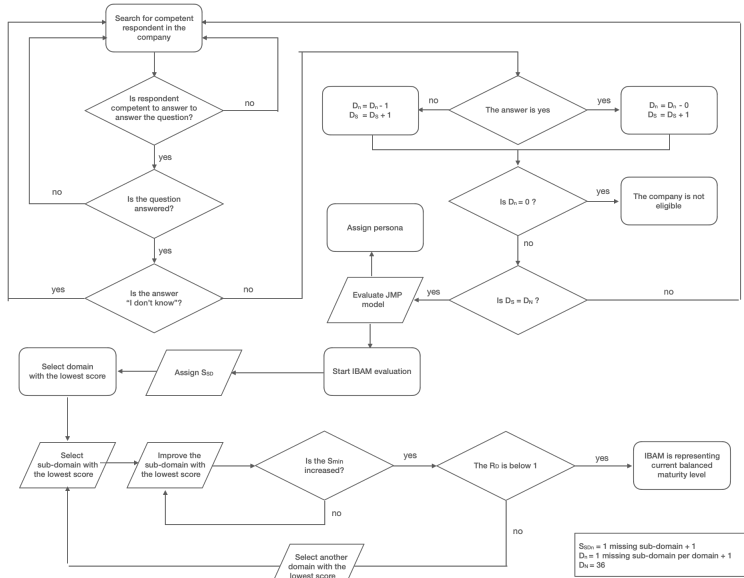 Search for competent
respondent in the
company
Is respondent
competent to answer to
answer the question?
no
yes
Is the question
answered?
no
yes
Is the answer
"I don't know"?
yes
no
The answer is yes
no
yes
Dn = Dn - 1
DS = DS + 1
Dn = Dn - 0
DS = DS + 1
Is Dn = 0 ?
yes
The company is not
eligible
no
Is DS = DN ?
no
yes
Evaluate JMP
model
Assign persona
Start IBAM evaluation
Assign SSD
Select domain
with the lowest score
Select
sub-domain with
the lowest score
Improve the
sub-domain with
the lowest score
Is the Smin
increased?
no
yes
The RD is below 1
yes
no
IBAM is representing
current balanced
maturity level
Select another
domain with the
lowest score
SSDn = 1 missing sub-domain + 1
Dn = 1 missing sub-domain per domain + 1
DN = 36